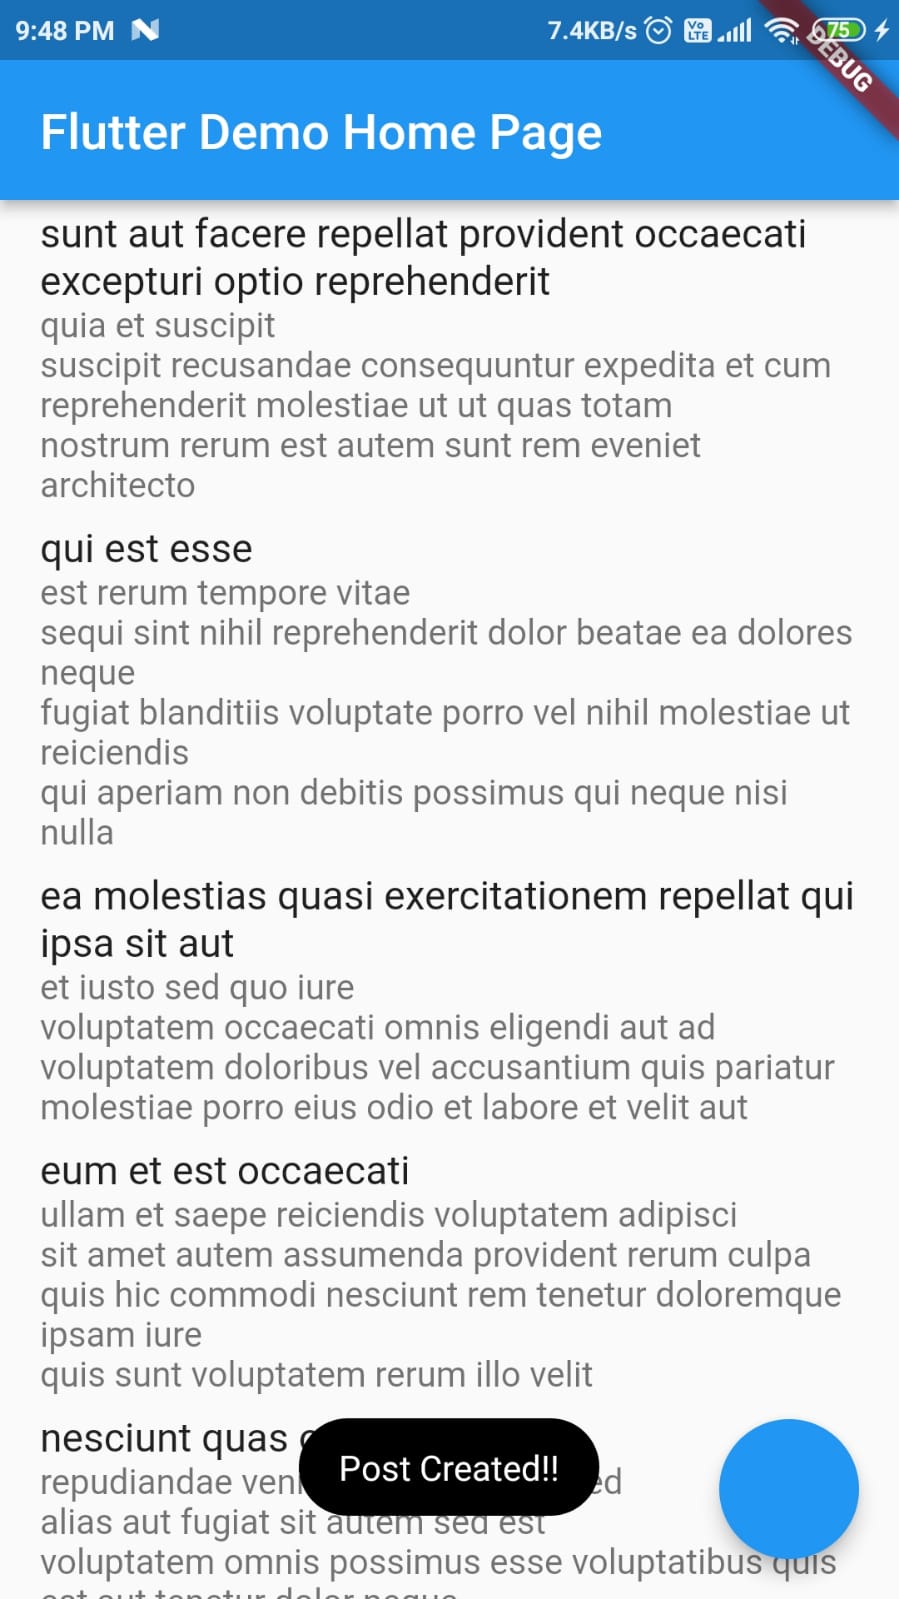 9:48 PM 7.4KB/s Vo LTE 75
DEBUG
Flutter Demo Home Page
sunt aut facere repellat provident occaecati
excepturi optio reprehenderit
quia et suscipit
suscipit recusandae consequuntur expedita et cum
reprehenderit molestiae ut ut quas totam
nostrum rerum est autem sunt rem eveniet
architecto
qui est esse
est rerum tempore vitae
sequi sint nihil reprehenderit dolor beatae ea dolores
neque
fugiat blanditiis voluptate porro vel nihil molestiae ut
reiciendis
qui aperiam non debitis possimus qui neque nisi
nulla
ea molestias quasi exercitationem repellat qui
ipsa sit aut
et iusto sed quo iure
voluptatem occaecati omnis eligendi aut ad
voluptatem doloribus vel accusantium quis pariatur
molestiae porro eius odio et labore et velit aut
eum et est occaecati
ullam et saepe reiciendis voluptatem adipisci
sit amet autem assumenda provident rerum culpa
quis hic commodi nesciunt rem tenetur doloremque
ipsam iure
quis sunt voluptatem rerum illo velit
nesciunt quas
Post Created!!
repudiandae
alias aut fugiat sit autem sed est
voluptatem omnis possimus esse voluptatibus quis
est aut tenetur dolor neque